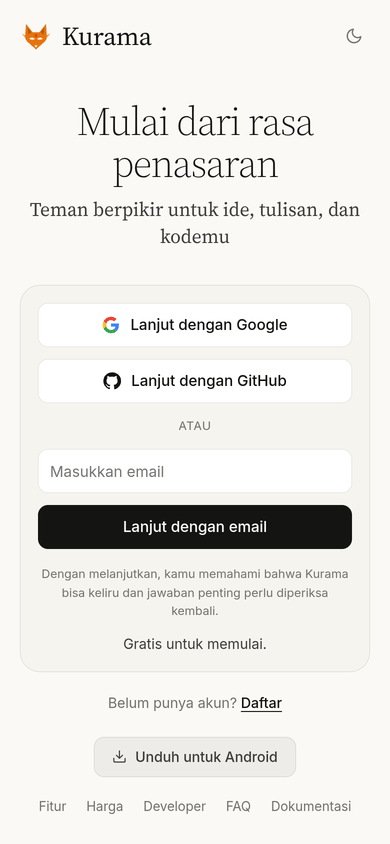 Kurama
Mulai dari rasa
penasaran
Teman berpikir untuk ide, tulisan, dan
kodemu
Lanjut dengan Google
Lanjut dengan GitHub
ATAU
Masukkan email
Lanjut dengan email
Dengan melanjutkan, kamu memahami bahwa Kurama
bisa keliru dan jawaban penting perlu diperiksa
kembali.
Gratis untuk memulai.
Belum punya akun? Daftar
Unduh untuk Android
Fitur Harga Developer FAQ Dokumentasi